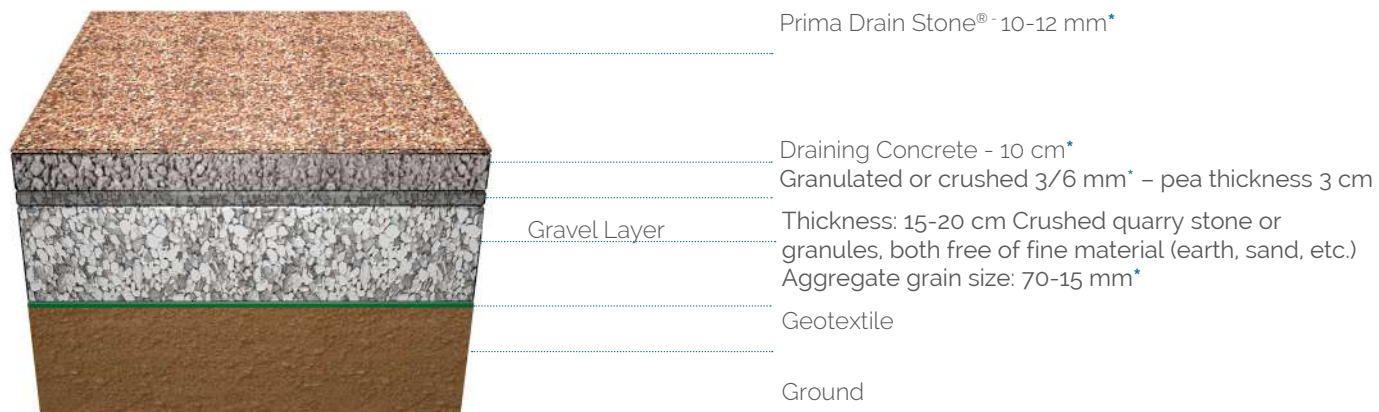 Prima Drain Stone® - 10-12 mm*
Draining Concrete - 10 cm*
Granulated or crushed 3/6 mm* – pea thickness 3 cm
Gravel Layer
Thickness: 15-20 cm Crushed quarry stone or
granules, both free of fine material (earth, sand, etc.)
Aggregate grain size: 70-15 mm*
Geotextile
Ground